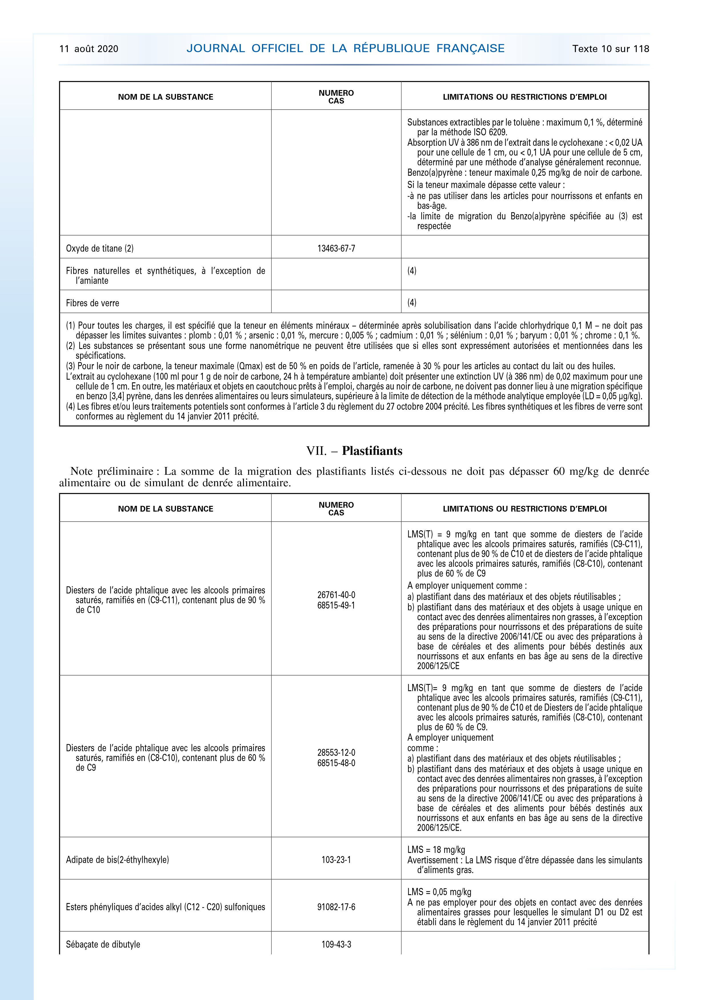 11 août 2020
JOURNAL OFFICIEL DE LA RÉPUBLIQUE FRANÇAISE
Texte 10 sur 118
NOM DE LA SUBSTANCE
NUMERO
CAS
LIMITATIONS OU RESTRICTIONS D’EMPLOI
Substances extractibles par le toluène : maximum 0,1 %, déterminé
par la méthode ISO 6209.
Absorption UV à 386 nm de l’extrait dans le cyclohexane : < 0,02 UA
pour une cellule de 1 cm, ou < 0,1 UA pour une cellule de 5 cm,
déterminé par une méthode d’analyse généralement reconnue.
Benzo(a)pyrène : teneur maximale 0,25 mg/kg de noir de carbone.
Si la teneur maximale dépasse cette valeur :
-à ne pas utiliser dans les articles pour nourrissons et enfants en
bas-âge.
-la limite de migration du Benzo(a)pyrène spécifiée au (3) est
respectée
Oxyde de titane (2)
13463-67-7
Fibres naturelles et synthétiques, à l’exception de
l’amiante
(4)
Fibres de verre
(4)
(1) Pour toutes les charges, il est spécifié que la teneur en éléments minéraux – déterminée après solubilisation dans l’acide chlorhydrique 0,1 M – ne doit pas
dépasser les limites suivantes : plomb : 0,01 % ; arsenic : 0,01 %, mercure : 0,005 % ; cadmium : 0,01 % ; sélénium : 0,01 % ; baryum : 0,01 % ; chrome : 0,1 %.
(2) Les substances se présentant sous une forme nanométrique ne peuvent être utilisées que si elles sont expressément autorisées et mentionnées dans les
spécifications.
(3) Pour le noir de carbone, la teneur maximale (Qmax) est de 50 % en poids de l’article, ramenée à 30 % pour les articles au contact du lait ou des huiles.
L’extrait au cyclohexane (100 ml pour 1 g de noir de carbone, 24 h à température ambiante) doit présenter une extinction UV (à 386 nm) de 0,02 maximum pour une
cellule de 1 cm. En outre, les matériaux et objets en caoutchouc prêts à l’emploi, chargés au noir de carbone, ne doivent pas donner lieu à une migration spécifique
en benzo [3,4] pyrène, dans les denrées alimentaires ou leurs simulateurs, supérieure à la limite de détection de la méthode analytique employée (LD = 0,05 µg/kg).
(4) Les fibres et/ou leurs traitements potentiels sont conformes à l’article 3 du règlement du 27 octobre 2004 précité. Les fibres synthétiques et les fibres de verre sont
conformes au règlement du 14 janvier 2011 précité.
VII. – Plastifiants
Note préliminaire : La somme de la migration des plastifiants listés ci-dessous ne doit pas dépasser 60 mg/kg de denrée
alimentaire ou de simulant de denrée alimentaire.
NOM DE LA SUBSTANCE
NUMERO
CAS
LIMITATIONS OU RESTRICTIONS D’EMPLOI
Diesters de l’acide phtalique avec les alcools primaires
saturés, ramifiés en (C9-C11), contenant plus de 90 %
de C10
26761-40-0
68515-49-1
LMS(T) = 9 mg/kg en tant que somme de diesters de l’acide
phtalique avec les alcools primaires saturés, ramifiés (C9-C11),
contenant plus de 90 % de C10 et de diesters de l’acide phtalique
avec les alcools primaires saturés, ramifiés (C8-C10), contenant
plus de 60 % de C9
A employer uniquement comme :
a) plastifiant dans des matériaux et des objets réutilisables ;
b) plastifiant dans des matériaux et des objets à usage unique en
contact avec des denrées alimentaires non grasses, à l’exception
des préparations pour nourrissons et des préparations de suite
au sens de la directive 2006/141/CE ou avec des préparations à
base de céréales et des aliments pour bébés destinés aux
nourrissons et aux enfants en bas âge au sens de la directive
2006/125/CE
Diesters de l’acide phtalique avec les alcools primaires
saturés, ramifiés en (C8-C10), contenant plus de 60 %
de C9
28553-12-0
68515-48-0
LMS(T)= 9 mg/kg en tant que somme de diesters de l’acide
phtalique avec les alcools primaires saturés, ramifiés (C9-C11),
contenant plus de 90 % de C10 et de Diesters de l’acide phtalique
avec les alcools primaires saturés, ramifiés (C8-C10), contenant
plus de 60 % de C9.
A employer uniquement
comme :
a) plastifiant dans des matériaux et des objets réutilisables ;
b) plastifiant dans des matériaux et des objets à usage unique en
contact avec des denrées alimentaires non grasses, à l’exception
des préparations pour nourrissons et des préparations de suite
au sens de la directive 2006/141/CE ou avec des préparations à
base de céréales et des aliments pour bébés destinés aux
nourrissons et aux enfants en bas âge au sens de la directive
2006/125/CE.
Adipate de bis(2-éthylhexyle)
103-23-1
LMS = 18 mg/kg
Avertissement : La LMS risque d’être dépassée dans les simulants
d’aliments gras.
Esters phényliques d’acides alkyl (C12 - C20) sulfoniques
91082-17-6
LMS = 0,05 mg/kg
A ne pas employer pour des objets en contact avec des denrées
alimentaires grasses pour lesquelles le simulant D1 ou D2 est
établi dans le règlement du 14 janvier 2011 précité
Sébaçate de dibutyle
109-43-3